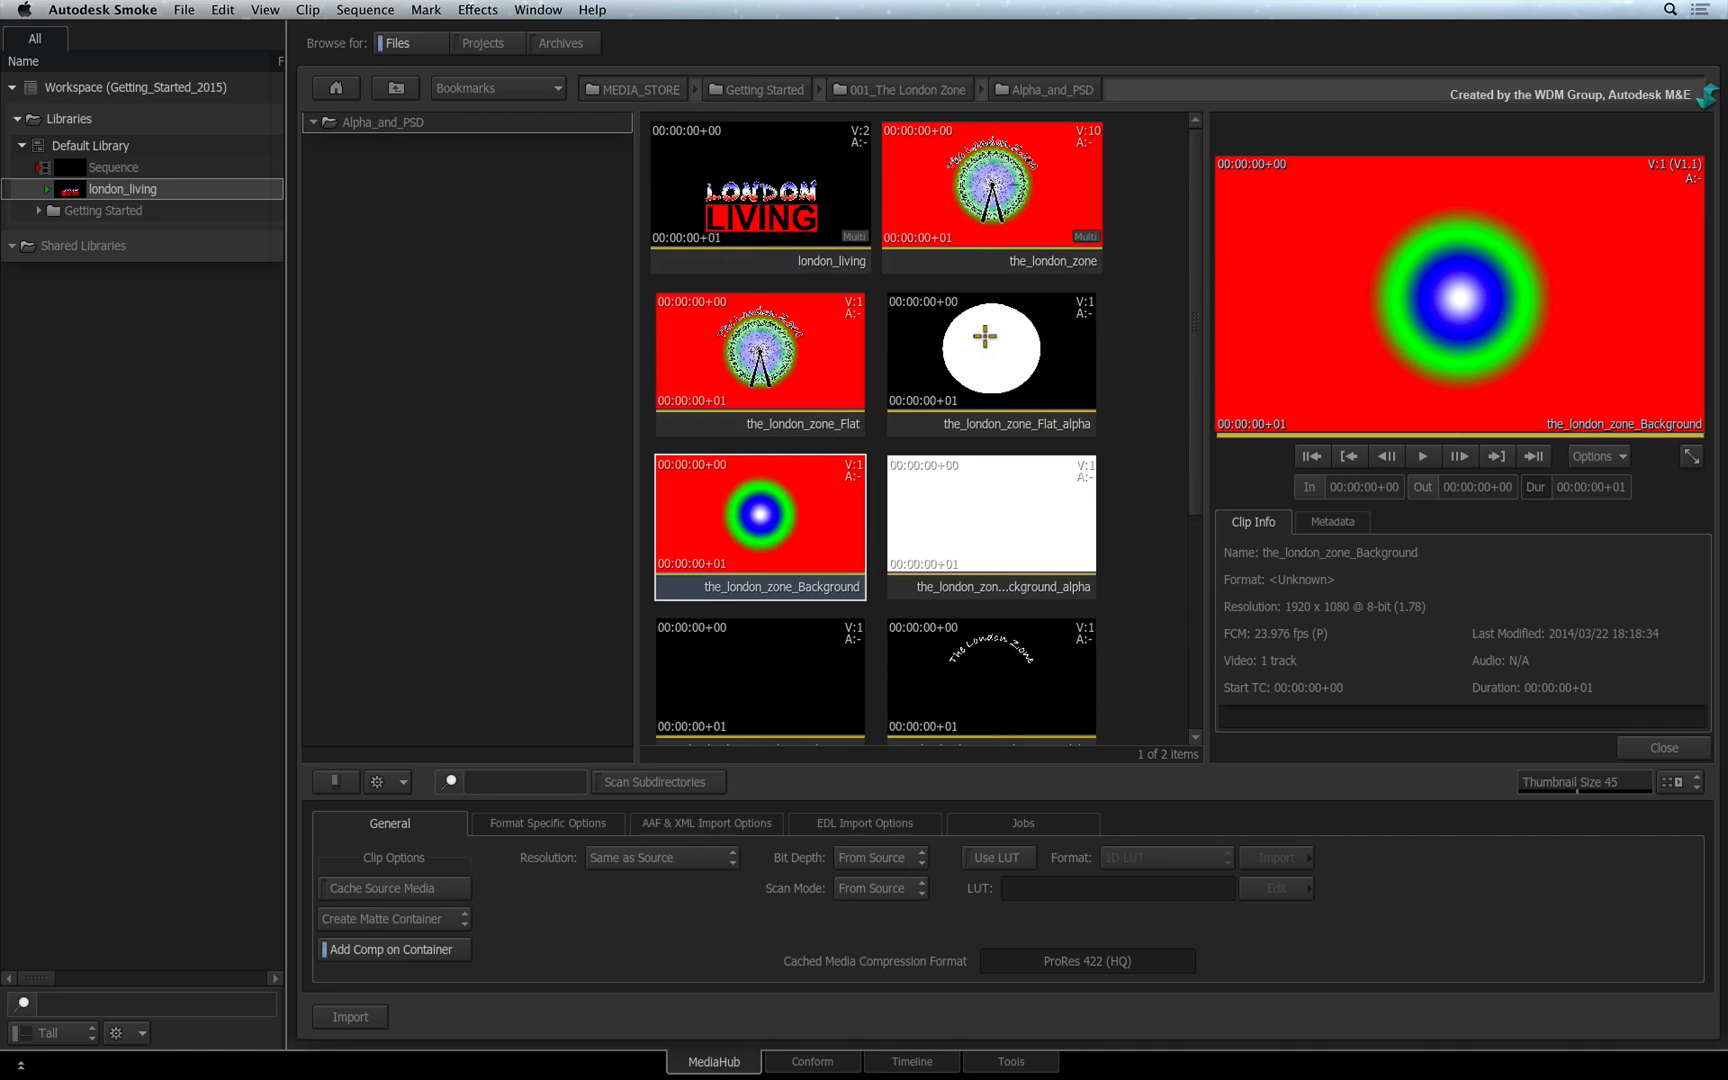 Autodesk Smoke File Edit View Clip Sequence Mark Effects Window Help
All
Name F
Workspace (Getting_Started_2015)
Libraries
Default Library
Sequence
london_living
Getting Started
Shared Libraries
Tall
Browse for: Files Projects Archives
Bookmarks MEDIA_STORE Getting Started 001_The London Zone Alpha_and_PSD
Created by the WDM Group, Autodesk M&E
Alpha_and_PSD
00:00:00+00 V:2
A:-
LONDON
LIVING
00:00:00+01 Multi
london_living
00:00:00+00 V:10
A:-
The London Zone
00:00:00+01 Multi
the_london_zone
00:00:00+00 V:1
A:-
The London Zone
00:00:00+01
the_london_zone_Flat
00:00:00+00 V:1
A:-
00:00:00+01
the_london_zone_Flat_alpha
00:00:00+00 V:1
A:-
00:00:00+01
the_london_zone_Background
00:00:00+00 V:1
A:-
00:00:00+01
the_london_zon...ckground_alpha
00:00:00+00 V:1
A:-
00:00:00+01
00:00:00+00 V:1
A:-
The London Zone
00:00:00+01
1 of 2 items
00:00:00+00 V:1 (V1.1)
A:-
00:00:00+01 the_london_zone_Background
Options
In 00:00:00+00 Out 00:00:00+00 Dur 00:00:00+01
Clip Info Metadata
Name: the_london_zone_Background
Format: <Unknown>
Resolution: 1920 x 1080 @ 8-bit (1.78)
FCM: 23.976 fps (P) Last Modified: 2014/03/22 18:18:34
Video: 1 track Audio: N/A
Start TC: 00:00:00+00 Duration: 00:00:00+01
Close
Scan Subdirectories Thumbnail Size 45
General Format Specific Options AAF & XML Import Options EDL Import Options Jobs
Clip Options Resolution: Same as Source Bit Depth: From Source Use LUT Format: 1D LUT Import
Cache Source Media Scan Mode: From Source LUT: Edit
Create Matte Container
Add Comp on Container
Cached Media Compression Format ProRes 422 (HQ)
Import
MediaHub Conform Timeline Tools